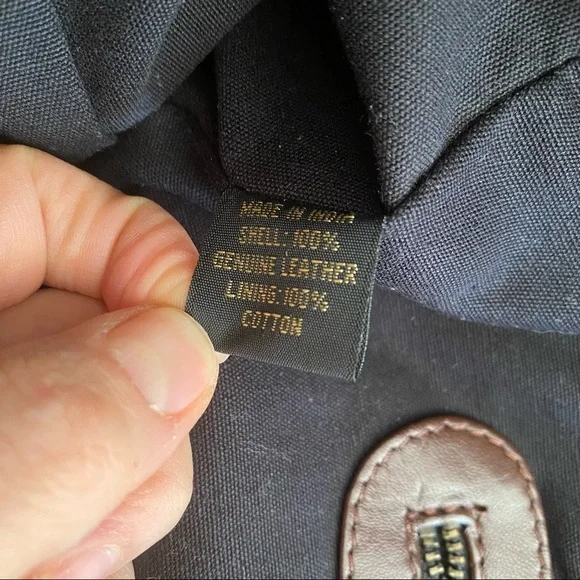 MADE IN INDIA
SHELL: 100%
GENUINE LEATHER
LINING 100%
COTTON